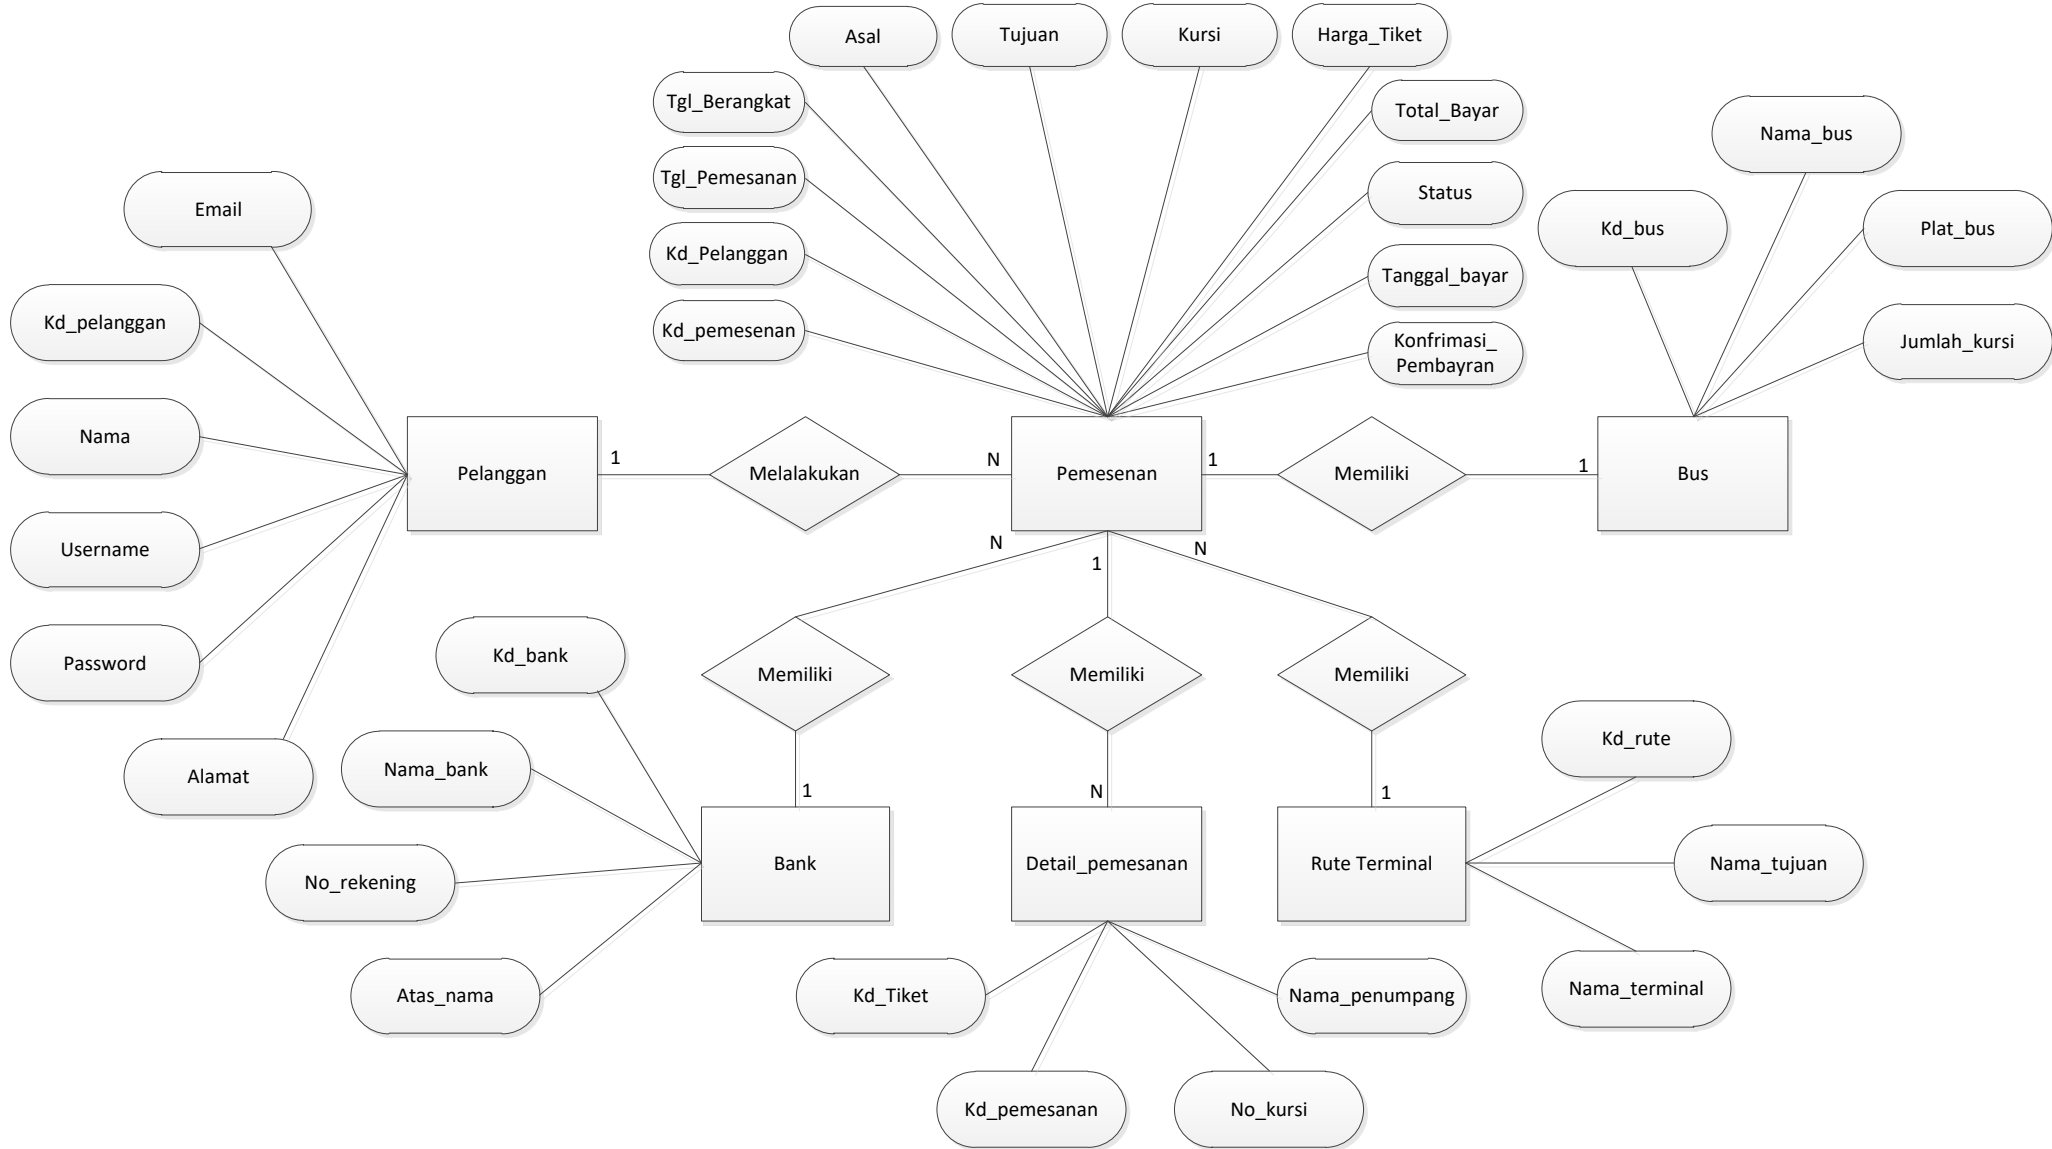 Asal
Tujuan
Kursi
Harga_Tiket
Tgl_Berangkat
Total_Bayar
Nama_bus
Tgl_Pemesanan
Status
Email
Kd_bus
Plat_bus
Kd_Pelanggan
Tanggal_bayar
Kd_pelanggan
Kd_pemesenan
Konfrimasi_
Pembayran
Jumlah_kursi
Nama
Pelanggan
1
Melalakukan
N
Pemesenan
1
Memiliki
1
Bus
Username
N
1
N
Password
Kd_bank
Memiliki
Memiliki
Memiliki
Kd_rute
Alamat
Nama_bank
1
N
1
No_rekening
Bank
Detail_pemesanan
Rute Terminal
Nama_tujuan
Atas_nama
Kd_Tiket
Nama_penumpang
Nama_terminal
Kd_pemesanan
No_kursi